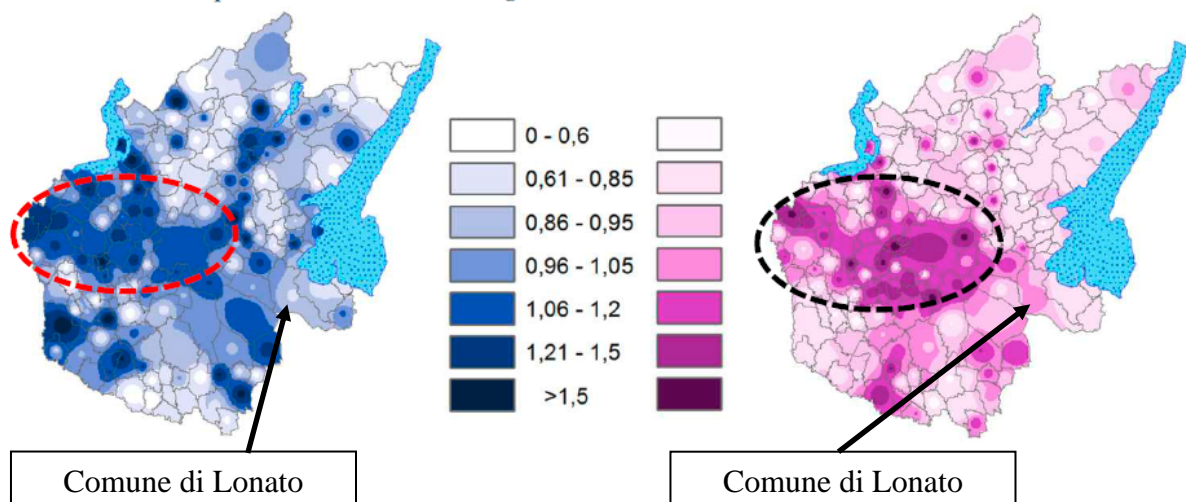 0 - 0,6
0,61 - 0,85
0,86 - 0,95
0,96 - 1,05
1,06 - 1,2
1,21 - 1,5
>1,5
Comune di Lonato
Comune di Lonato